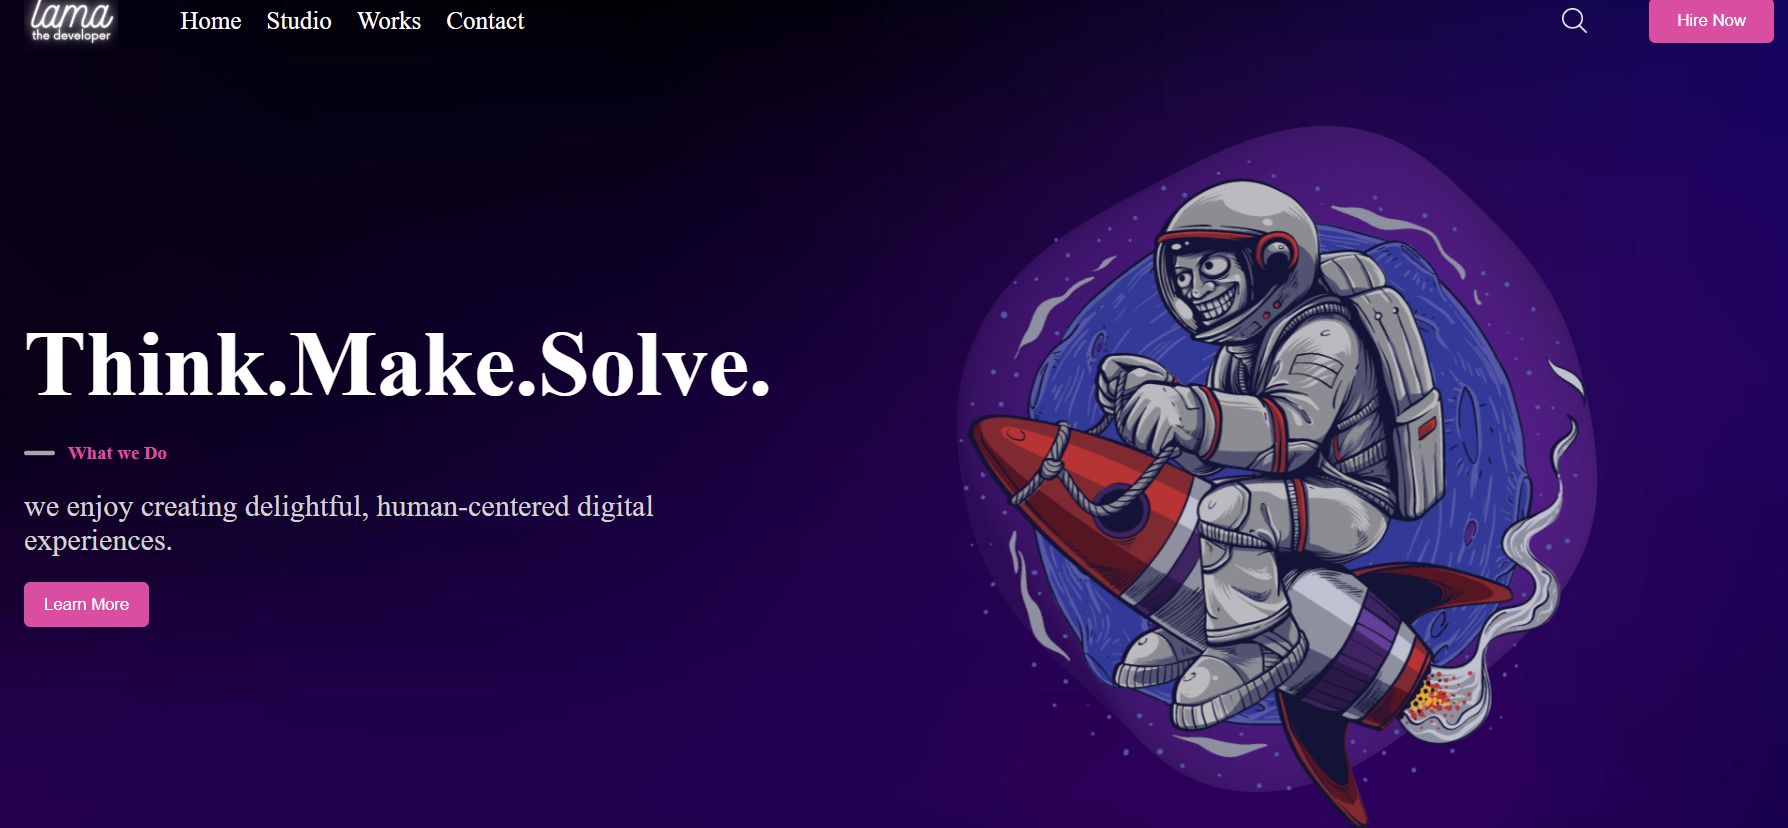 lama
the developer
Home Studio Works Contact
Hire Now
Think.Make.Solve.
What we Do
we enjoy creating delightful, human-centered digital
experiences.
Learn More